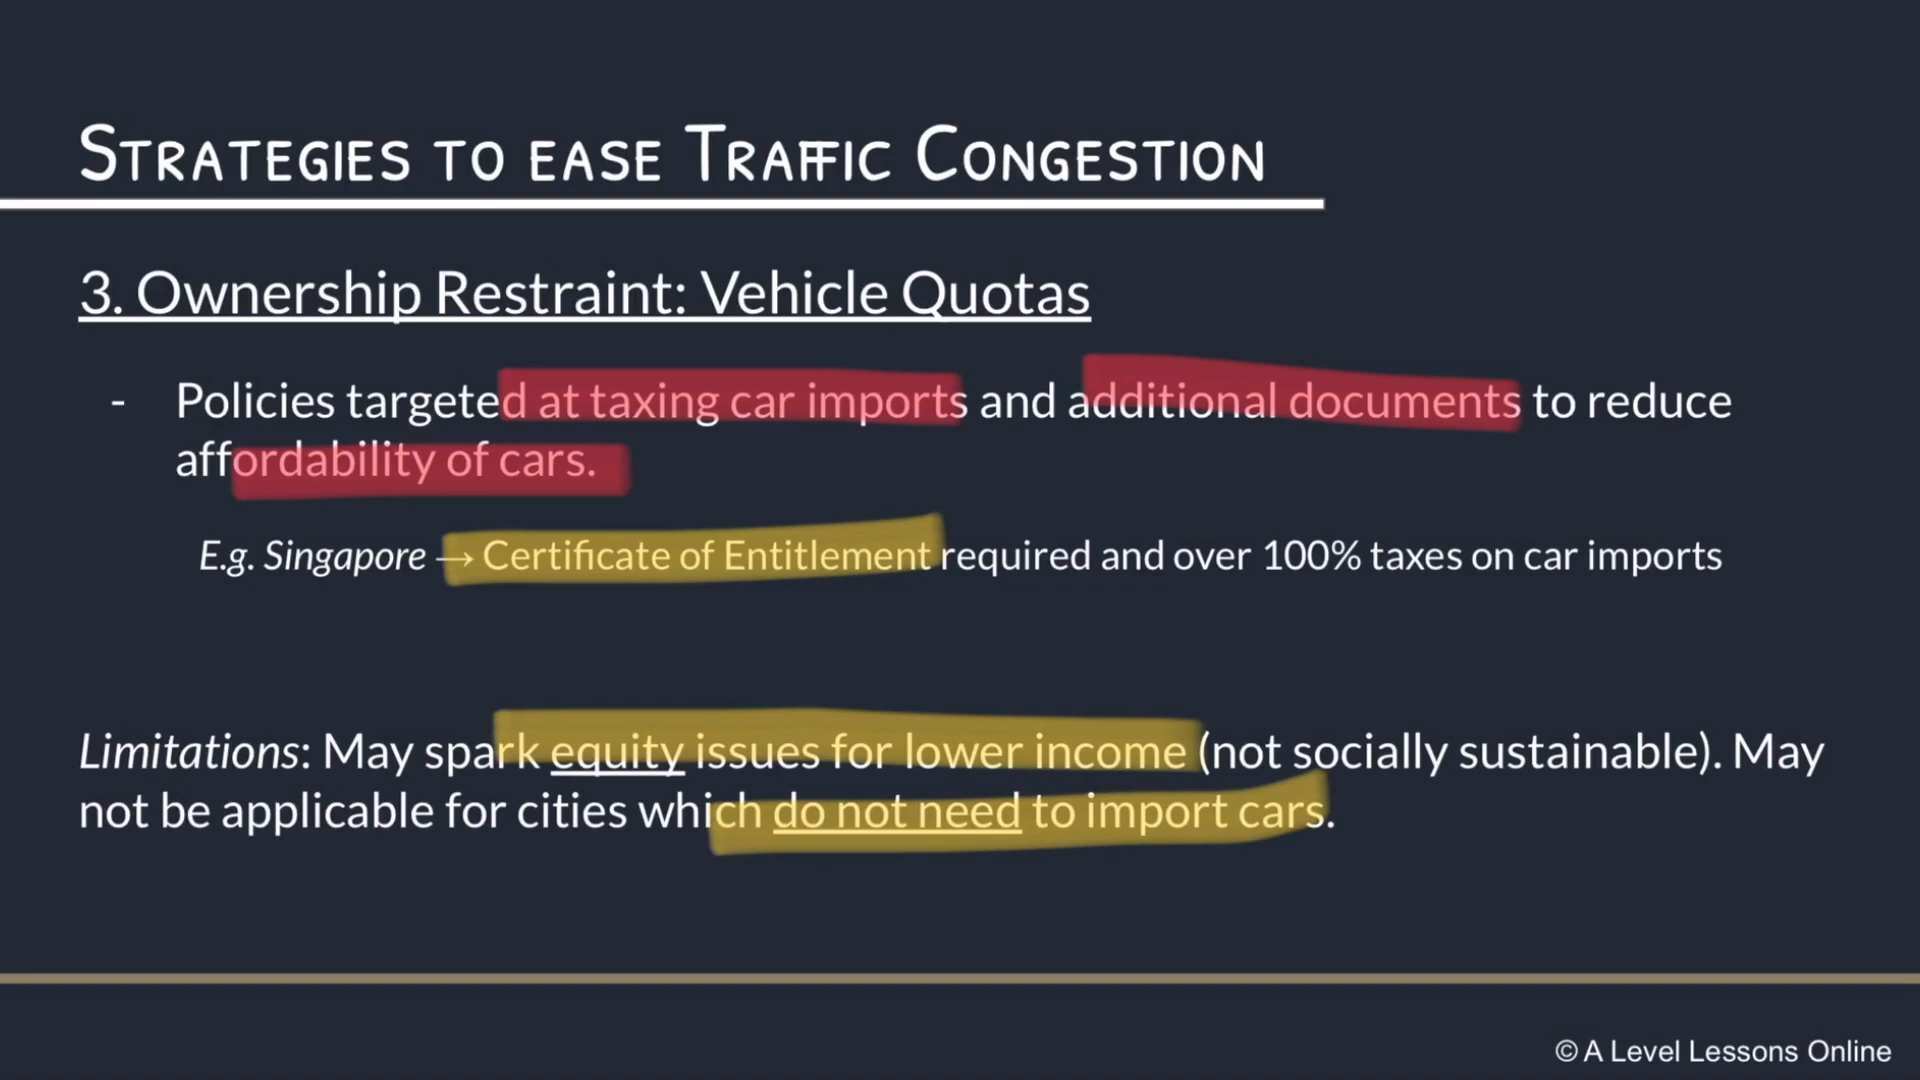 Strategies to ease Traffic Congestion
3. Ownership Restraint: Vehicle Quotas
- Policies targeted at taxing car imports and additional documents to reduce
affordability of cars.
E.g. Singapore → Certificate of Entitlement required and over 100% taxes on car imports
Limitations: May spark equity issues for lower income (not socially sustainable). May
not be applicable for cities which do not need to import cars.
© A Level Lessons Online